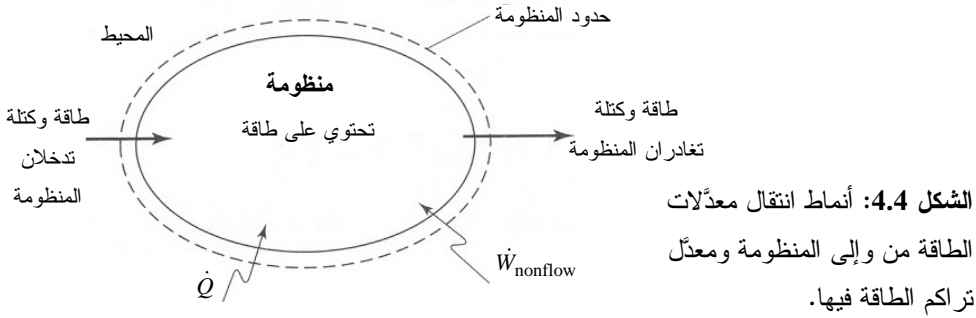 حدود المنظومة
المحيط
منظومة
تحتوي على طاقة
طاقة وكتلة
تدخلان
المنظومة
طاقة وكتلة
تغادران المنظومة
Q̇
Ẇnonflow
الشكل 4.4: أنماط انتقال معدَّلات
الطاقة من وإلى المنظومة ومعدَّل
تراكم الطاقة فيها.